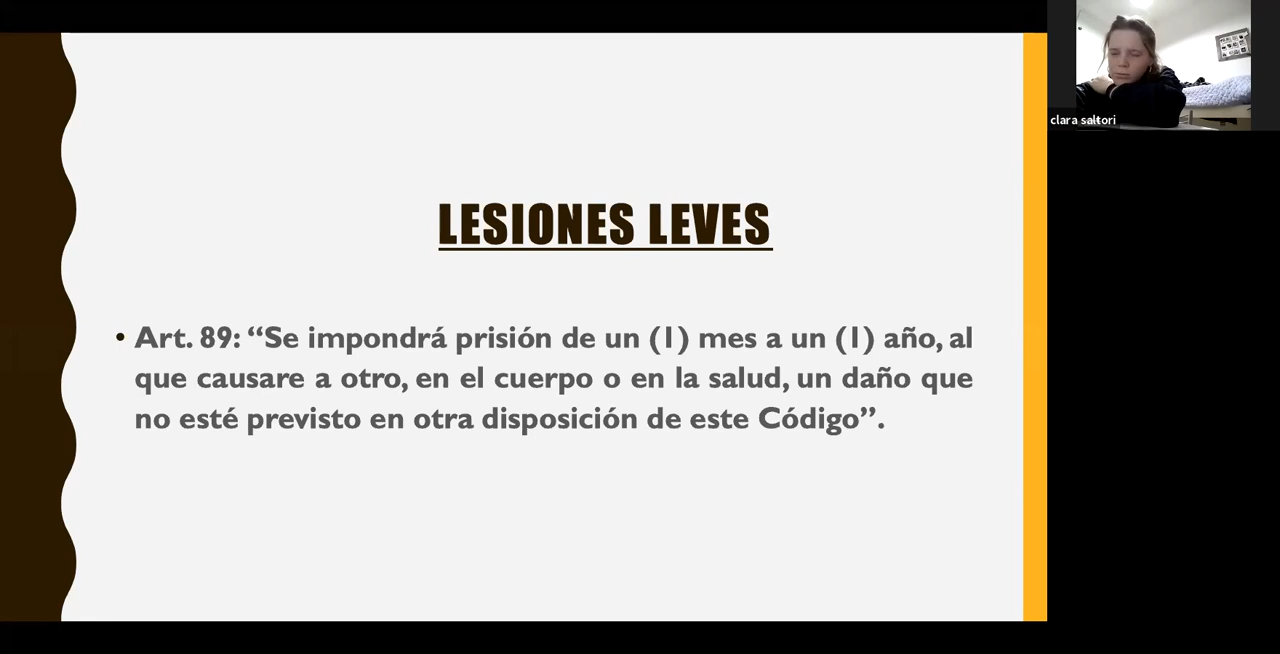 LESIONES LEVES
• Art. 89: “Se impondrá prisión de un (1) mes a un (1) año, al
que causare a otro, en el cuerpo o en la salud, un daño que
no esté previsto en otra disposición de este Código”.
clara saltori